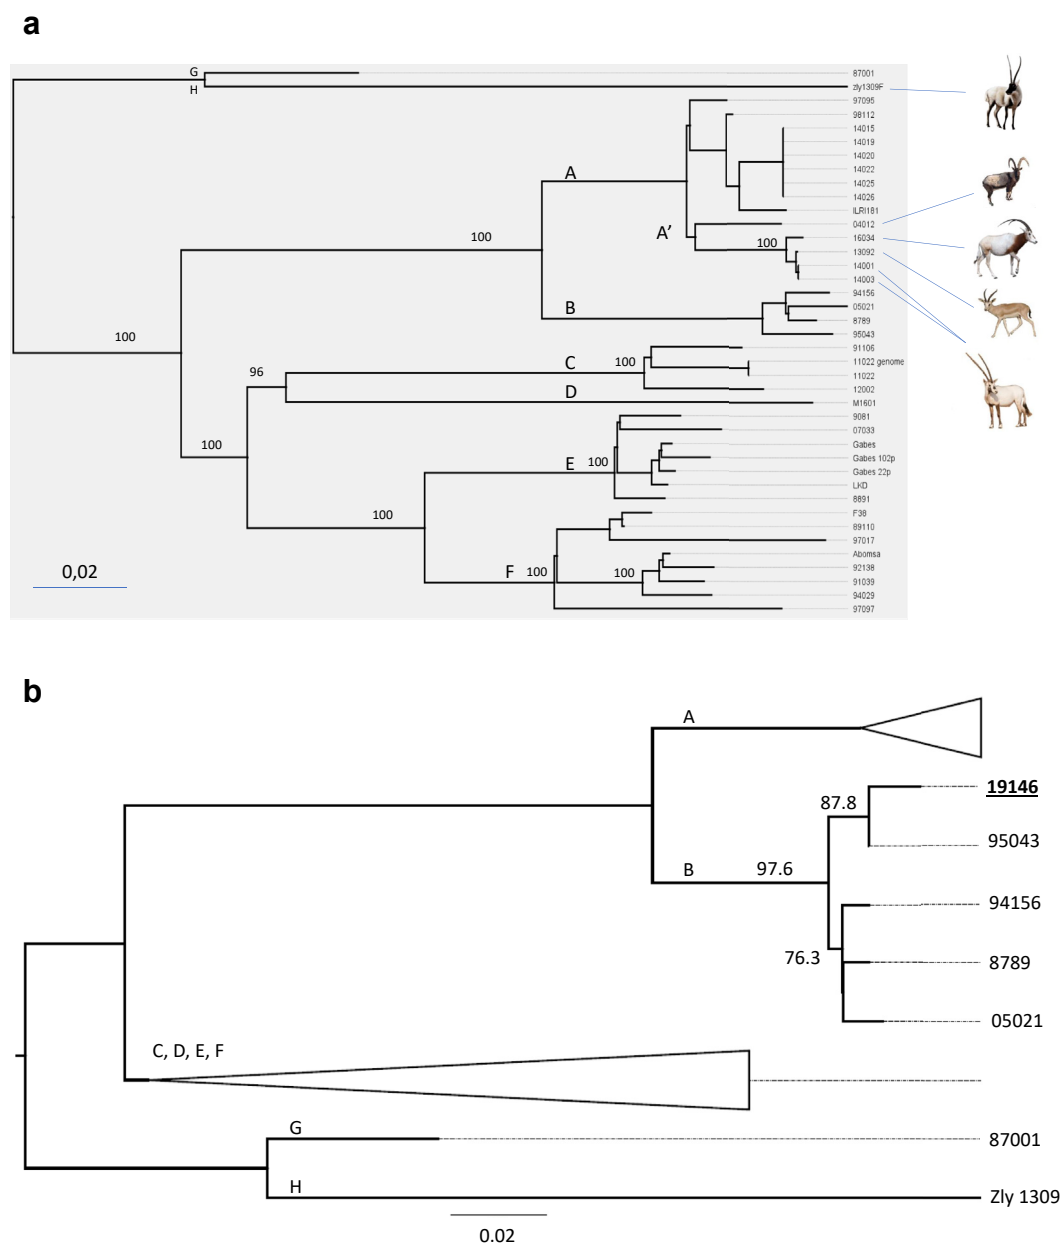 a
G
87001
H
zly1309F
97095
98112
14015
14019
14020
A
14022
14025
14026
ILRI181
04012
A’
100
100
16034
13092
14001
14003
94156
B
05021
8789
95043
100
91106
C
100
11022 genome
96
11022
D
12002
M1601
9081
07033
100
Gabes
E
100
Gabes 102p
Gabes 22p
LKD
8891
100
F38
89110
97017
Abomsa
0,02
F
100
100
92138
91039
94029
97097
b
A
19146
87.8
95043
B
97.6
94156
76.3
8789
05021
C, D, E, F
G
87001
H
Zly 1309
0.02